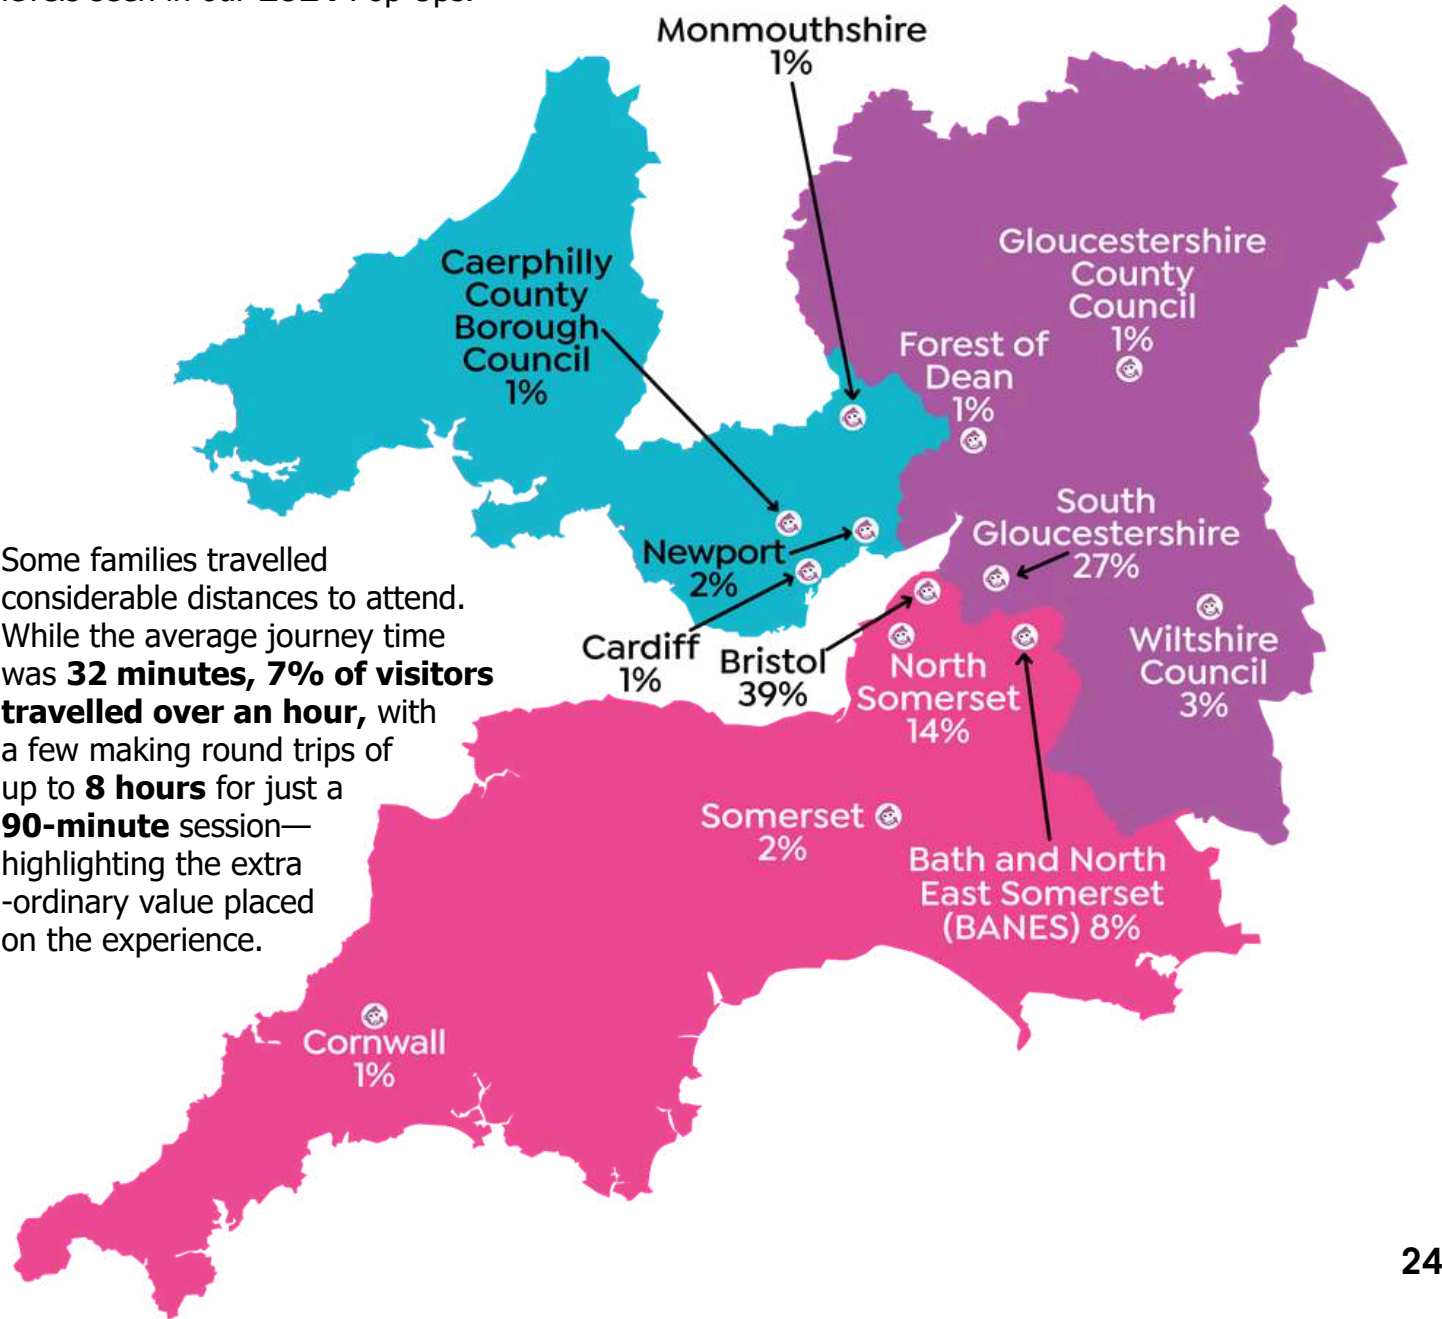 Monmouthshire
1%
Caerphilly
County
Borough
Council
1%
Gloucestershire
County
Council
1%
Forest of
Dean
1%
South
Gloucestershire
27%
Newport
2%
Cardiff
1%
Bristol
39%
North
Somerset
14%
Wiltshire
Council
3%
Some families travelled
considerable distances to attend.
While the average journey time
was 32 minutes, 7% of visitors
travelled over an hour, with
a few making round trips of
up to 8 hours for just a
90-minute session—
highlighting the extra
-ordinary value placed
on the experience.
Somerset
2%
Bath and North
East Somerset
(BANES) 8%
Cornwall
1%
24